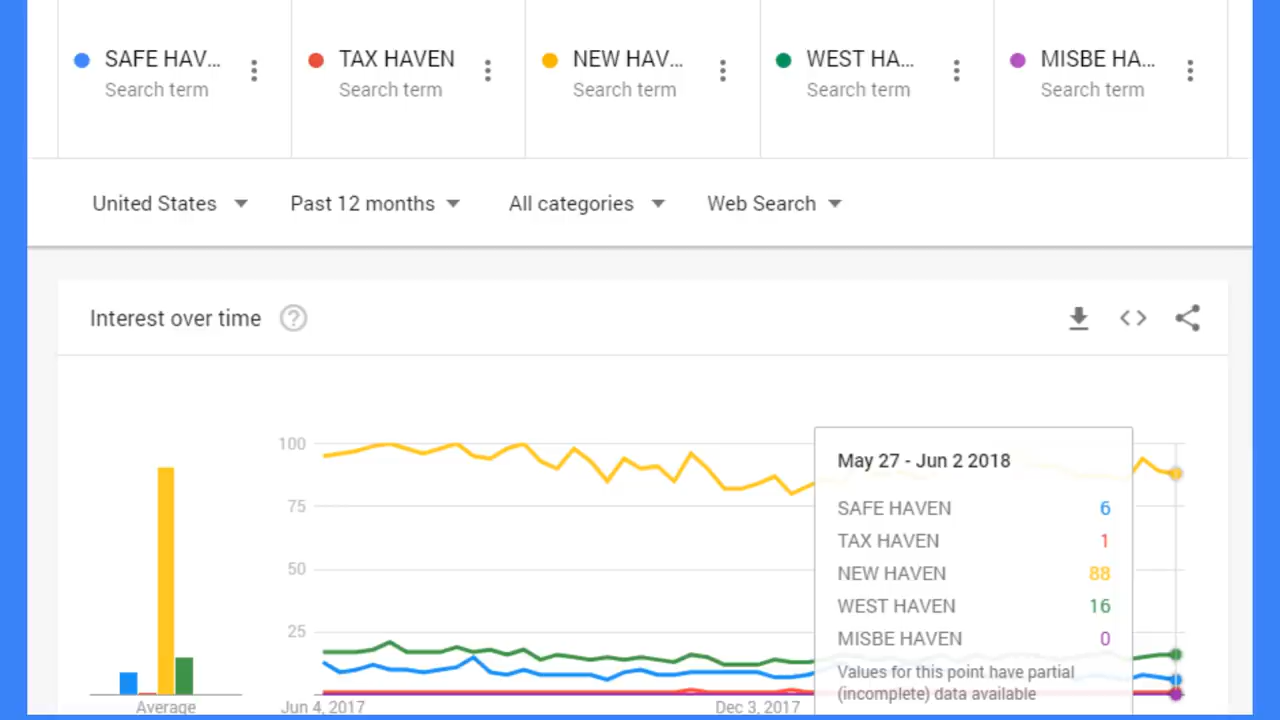 SAFE HAV...
TAX HAVEN
NEW HAV...
WEST HA...
MISBE HA...
Search term
Search term
Search term
Search term
Search term
United States
Past 12 months
All categories
Web Search
Interest over time
?
100
75
50
25
May 27 - Jun 2 2018
SAFE HAVEN 6
TAX HAVEN 1
NEW HAVEN 88
WEST HAVEN 16
MISBE HAVEN 0
Values for this point have partial
(incomplete) data available
Average
Jun 4, 2017
Dec 3, 2017